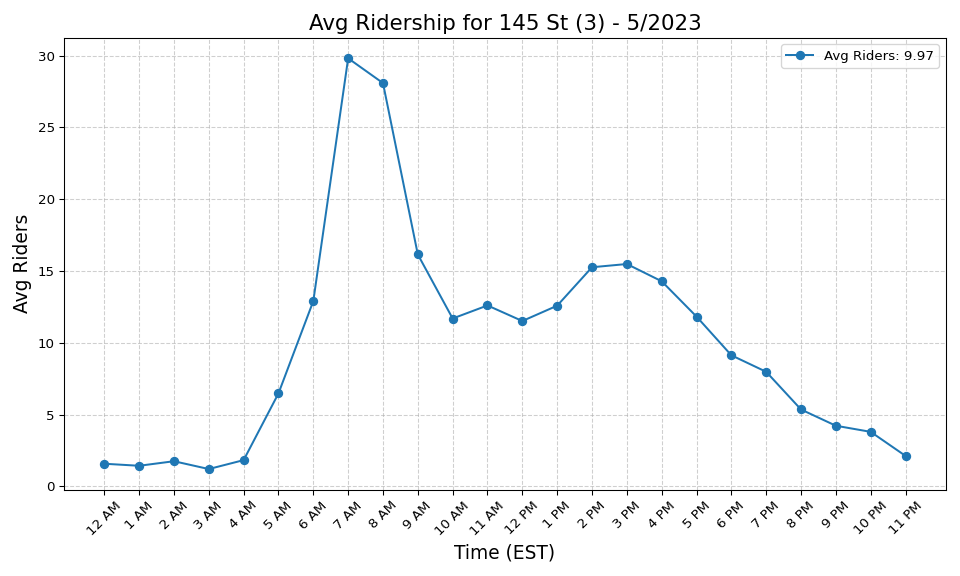 Avg Ridership for 145 St (3) - 5/2023
Avg Riders: 9.97
Avg Riders
30
25
20
15
10
5
0
12 AM
1 AM
2 AM
3 AM
4 AM
5 AM
6 AM
7 AM
8 AM
9 AM
10 AM
11 AM
12 PM
1 PM
2 PM
3 PM
4 PM
5 PM
6 PM
7 PM
8 PM
9 PM
10 PM
11 PM
Time (EST)